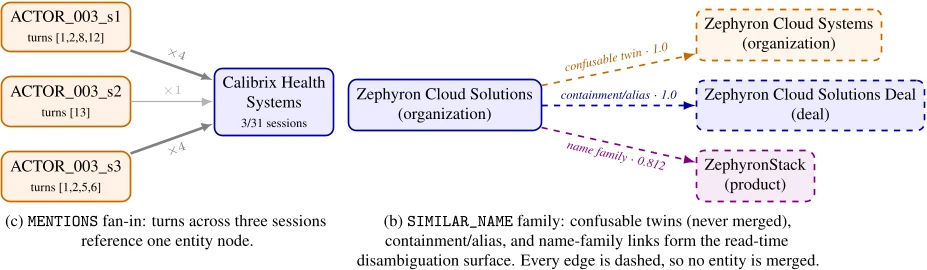 ACTOR_003_s1
turns [1,2,8,12]
×4
ACTOR_003_s2
turns [13]
×1
ACTOR_003_s3
turns [1,2,5,6]
×4
Calibrix Health
Systems
3/31 sessions
(c) MENTIONS fan-in: turns across three sessions
reference one entity node.
Zephyron Cloud Solutions
(organization)
confusable twin · 1.0
containment/alias · 1.0
name family · 0.812
Zephyron Cloud Systems
(organization)
Zephyron Cloud Solutions Deal
(deal)
ZephyronStack
(product)
(b) SIMILAR_NAME family: confusable twins (never merged),
containment/alias, and name-family links form the read-time
disambiguation surface. Every edge is dashed, so no entity is merged.